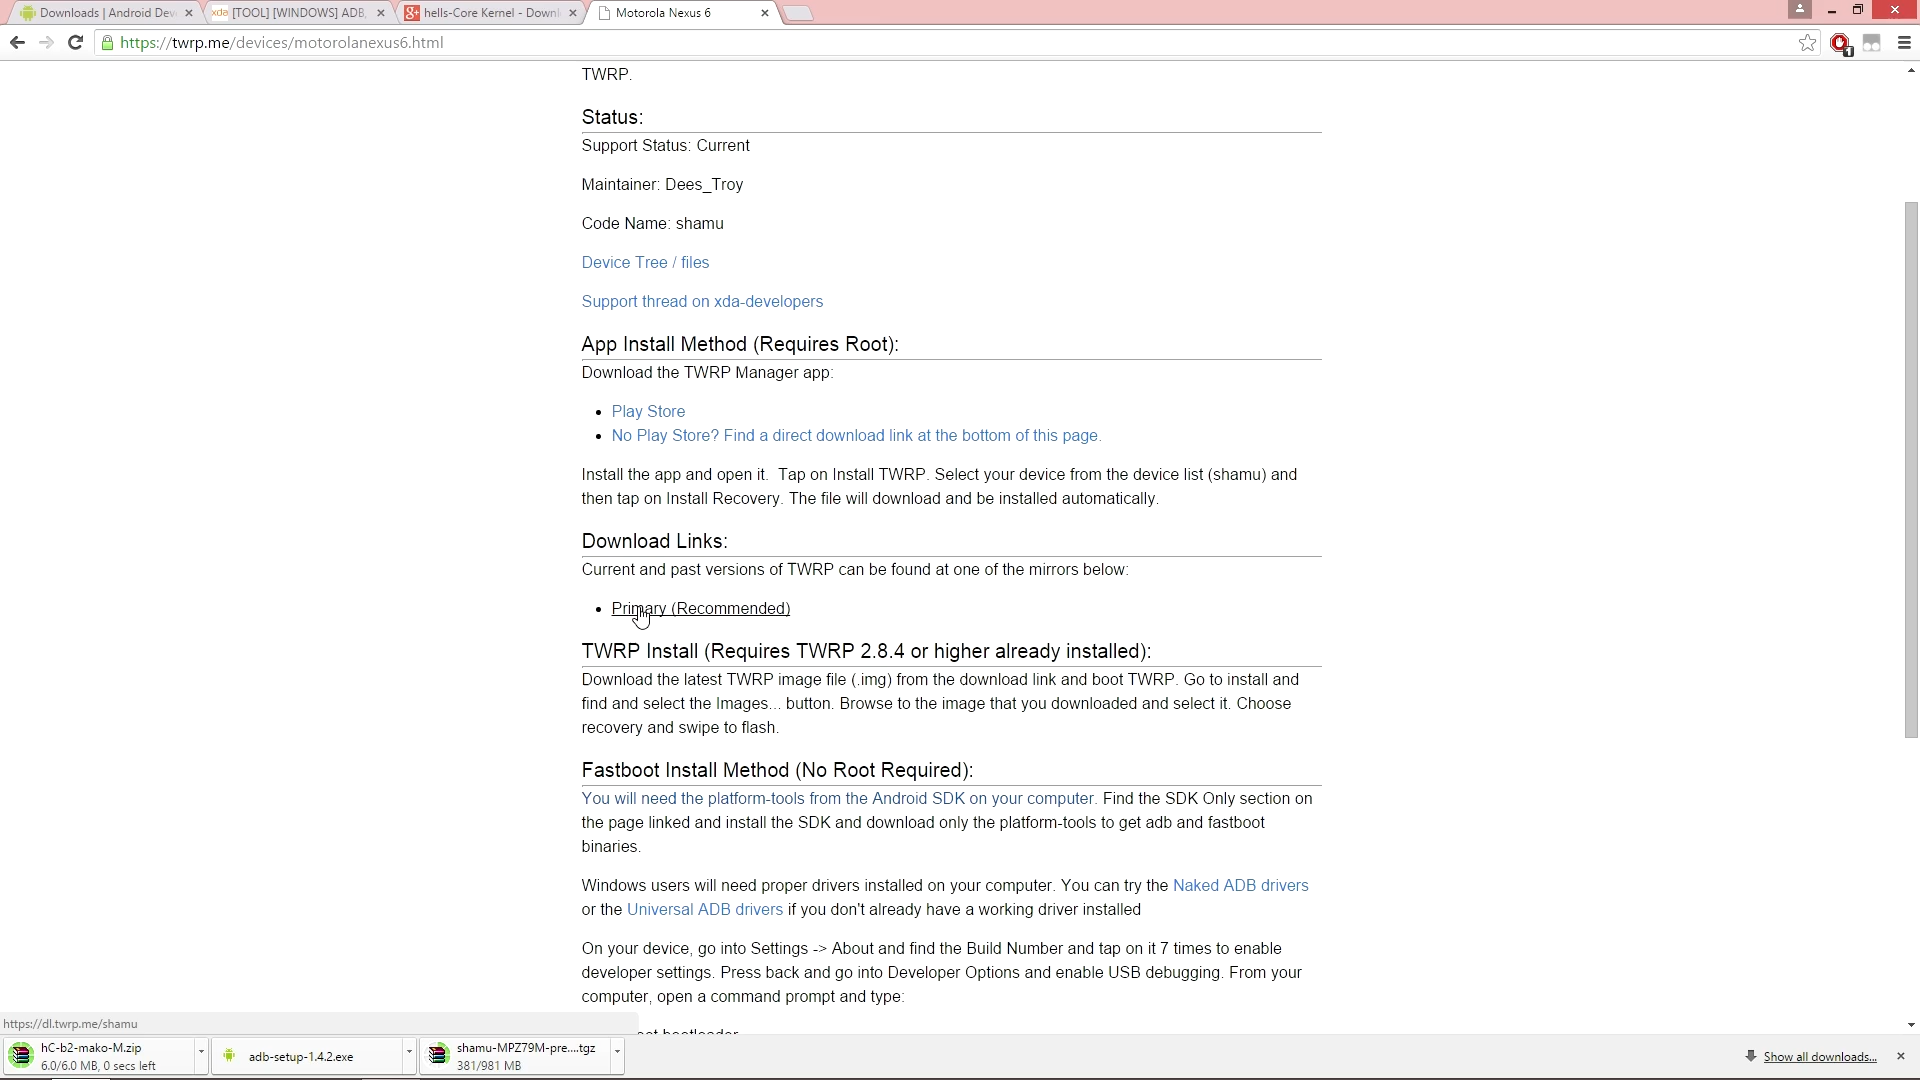 Downloads | Android Dev
[TOOL] [WINDOWS] ADB,
hells-Core Kernel - Downl
Motorola Nexus 6
https://twrp.me/devices/motorolanexus6.html
TWRP.
Status:
Support Status: Current
Maintainer: Dees_Troy
Code Name: shamu
Device Tree / files
Support thread on xda-developers
App Install Method (Requires Root):
Download the TWRP Manager app:
Play Store
No Play Store? Find a direct download link at the bottom of this page.
Install the app and open it. Tap on Install TWRP. Select your device from the device list (shamu) and
then tap on Install Recovery. The file will download and be installed automatically.
Download Links:
Current and past versions of TWRP can be found at one of the mirrors below:
Primary (Recommended)
TWRP Install (Requires TWRP 2.8.4 or higher already installed):
Download the latest TWRP image file (.img) from the download link and boot TWRP. Go to install and
find and select the Images... button. Browse to the image that you downloaded and select it. Choose
recovery and swipe to flash.
Fastboot Install Method (No Root Required):
You will need the platform-tools from the Android SDK on your computer. Find the SDK Only section on
the page linked and install the SDK and download only the platform-tools to get adb and fastboot
binaries.
Windows users will need proper drivers installed on your computer. You can try the Naked ADB drivers
or the Universal ADB drivers if you don't already have a working driver installed
On your device, go into Settings -> About and find the Build Number and tap on it 7 times to enable
developer settings. Press back and go into Developer Options and enable USB debugging. From your
computer, open a command prompt and type:
https://dl.twrp.me/shamu
hC-b2-mako-M.zip
6.0/6.0 MB, 0 secs left
adb-setup-1.4.2.exe
shamu-MPZ79M-pre....tgz
381/981 MB
Show all downloads...